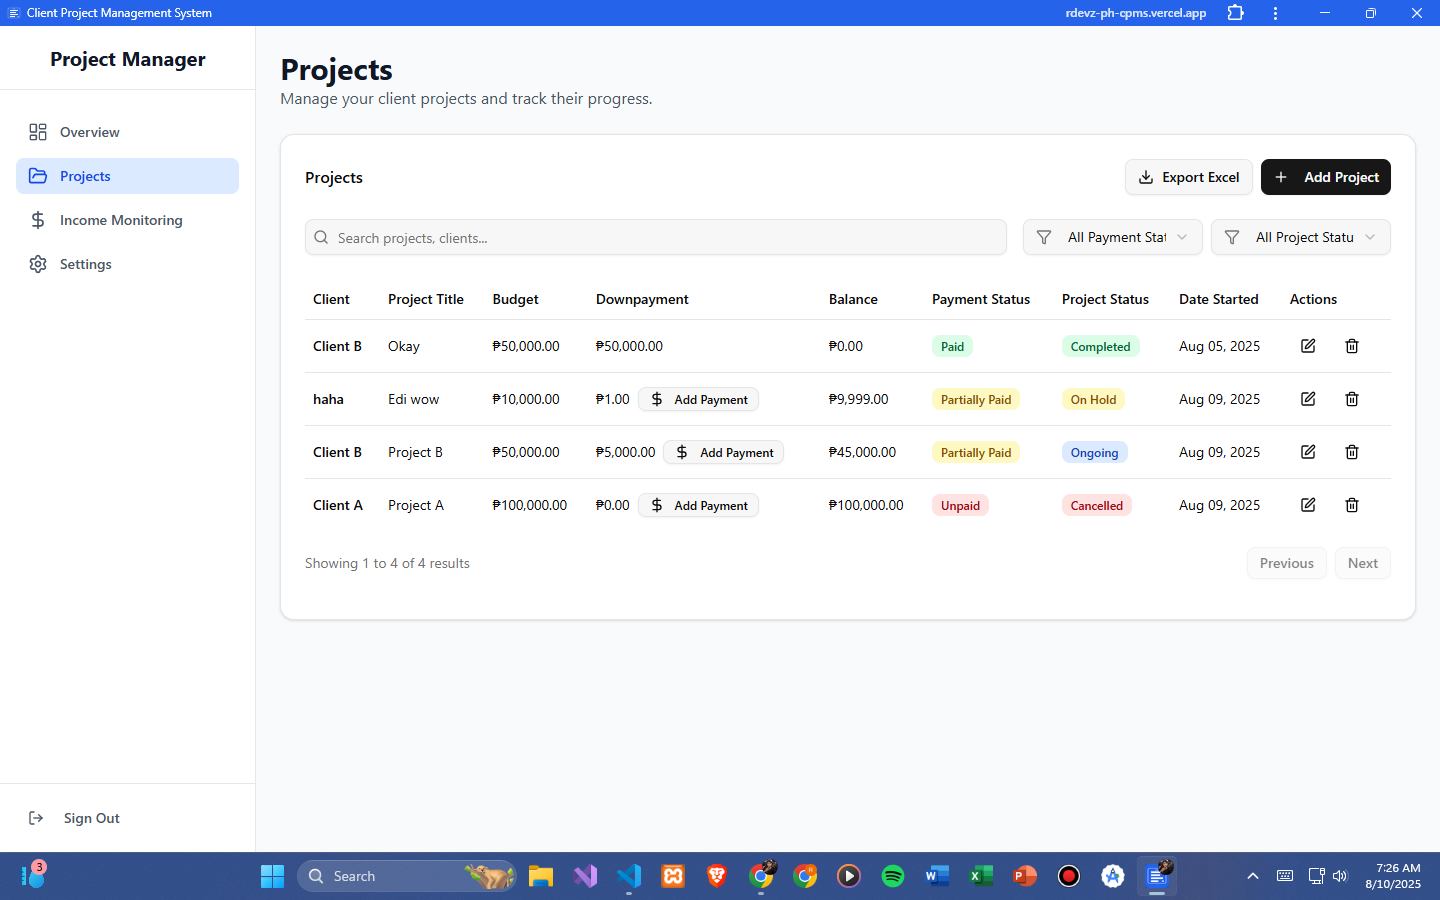 Client Project Management System
rdevz-ph-cpms.vercel.app
Project Manager
Overview
Projects
Income Monitoring
Settings
Sign Out
Projects
Manage your client projects and track their progress.
Projects
Export Excel
Add Project
Search projects, clients...
All Payment Stat
All Project Statu
Client Project Title Budget Downpayment Balance Payment Status Project Status Date Started Actions
Client B Okay ₱50,000.00 ₱50,000.00 ₱0.00 Paid Completed Aug 05, 2025
haha Edi wow ₱10,000.00 ₱1.00 Add Payment ₱9,999.00 Partially Paid On Hold Aug 09, 2025
Client B Project B ₱50,000.00 ₱5,000.00 Add Payment ₱45,000.00 Partially Paid Ongoing Aug 09, 2025
Client A Project A ₱100,000.00 ₱0.00 Add Payment ₱100,000.00 Unpaid Cancelled Aug 09, 2025
Showing 1 to 4 of 4 results
Previous
Next
3
Search
7:26 AM
8/10/2025